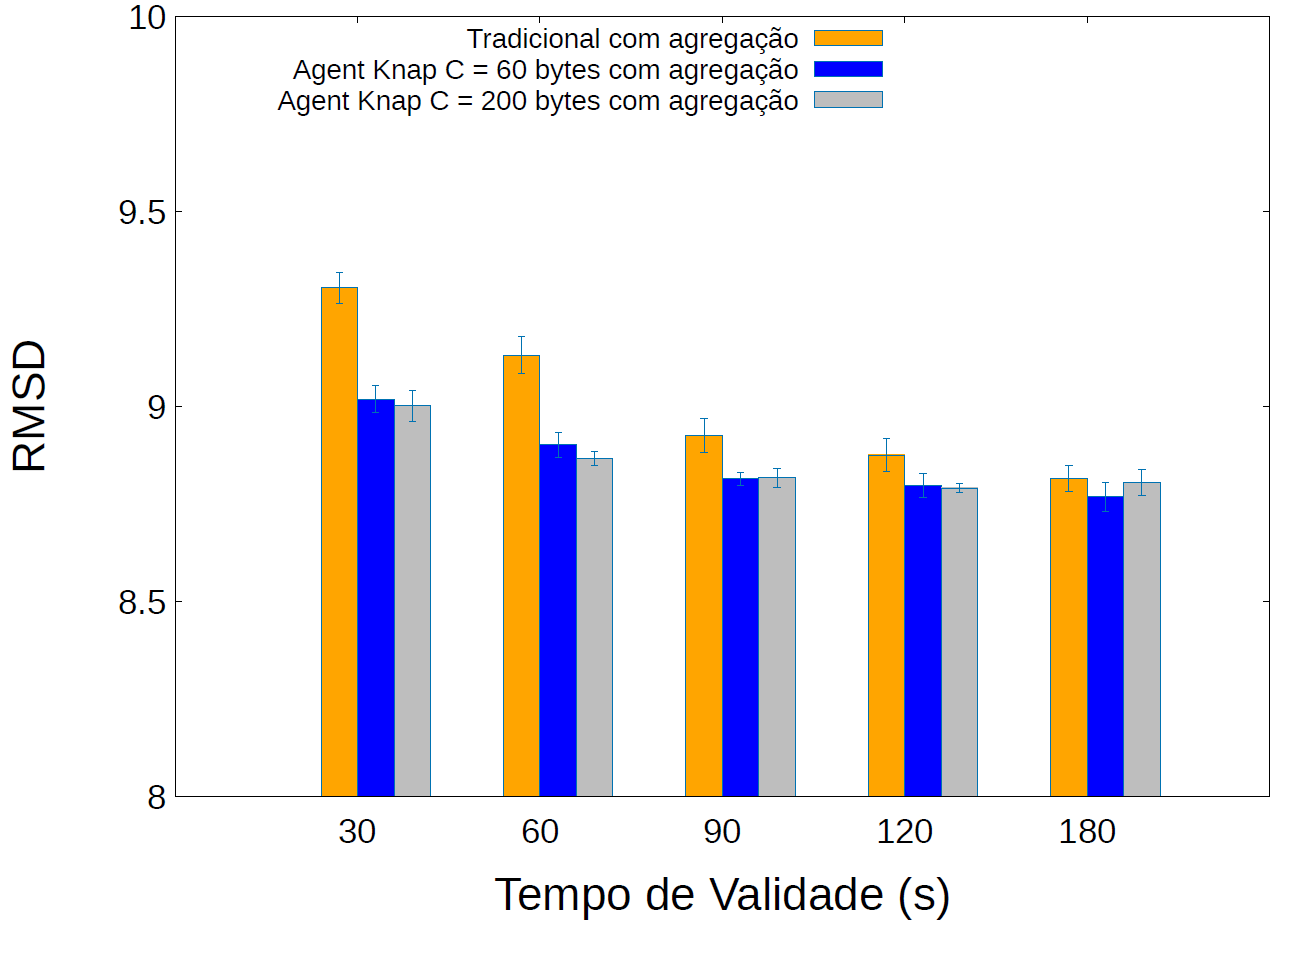 10
Tradicional com agregação
Agent Knap C = 60 bytes com agregação
Agent Knap C = 200 bytes com agregação
9.5
9
8.5
8
RMSD
30 60 90 120 180
Tempo de Validade (s)